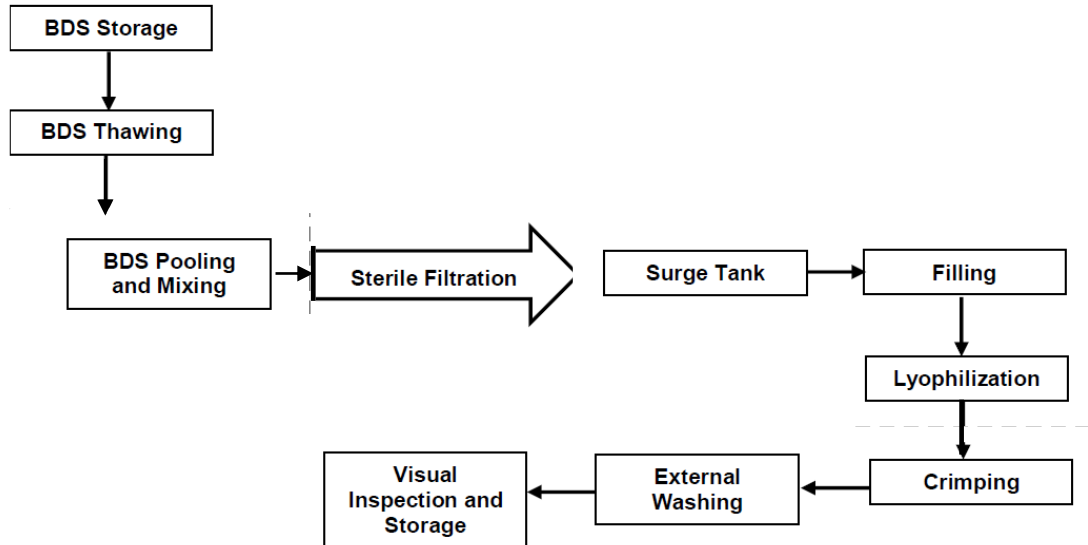 BDS Storage
BDS Thawing
BDS Pooling
and Mixing
Sterile Filtration
Surge Tank
Filling
Lyophilization
Crimping
External
Washing
Visual
Inspection and
Storage